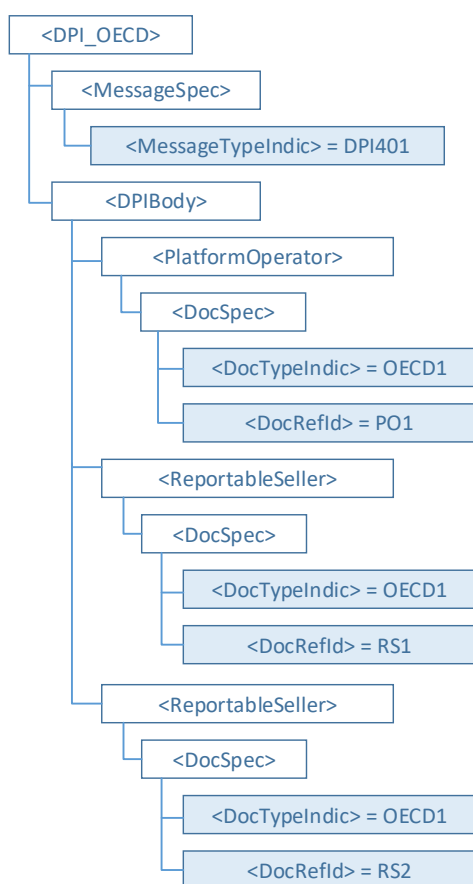 <DPI_OECD>
<MessageSpec>
<MessageTypeIndic> = DPI401
<DPIBody>
<PlatformOperator>
<DocSpec>
<DocTypeIndic> = OECD1
<DocRefId> = PO1
<ReportableSeller>
<DocSpec>
<DocTypeIndic> = OECD1
<DocRefId> = RS1
<ReportableSeller>
<DocSpec>
<DocTypeIndic> = OECD1
<DocRefId> = RS2